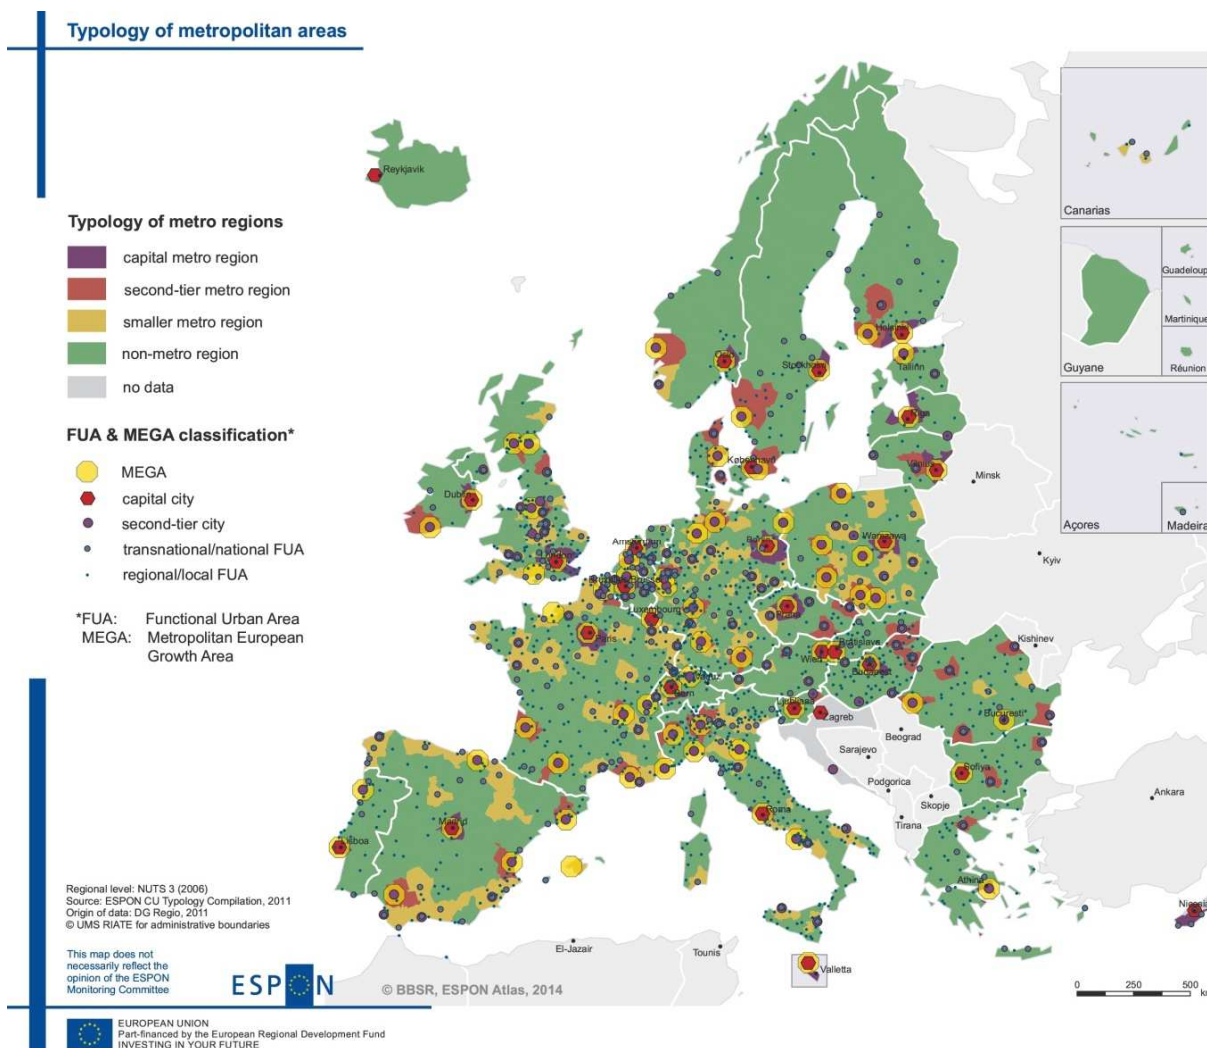 Typology of metropolitan areas
Typology of metro regions
capital metro region
second-tier metro region
smaller metro region
non-metro region
no data
FUA & MEGA classification*
MEGA
capital city
second-tier city
transnational/national FUA
regional/local FUA
*FUA: Functional Urban Area
MEGA: Metropolitan European
Growth Area
Regional level: NUTS 3 (2006)
Source: ESPON CU Typology Compilation, 2011
Origin of data: DG Regio, 2011
© UMS RIATE for administrative boundaries
This map does not
necessarily reflect the
opinion of the ESPON
Monitoring Committee
ESPON
© BBSR, ESPON Atlas, 2014
EUROPEAN UNION
Part-financed by the European Regional Development Fund
INVESTING IN YOUR FUTURE
Reykjavik
Canarias
Guadeloup
Martinique
Guyane
Réunion
Açores
Madeira
Helsinki
Oslo
Stockholm
Tallinn
Riga
København
Vilnius
Minsk
Dublin
Amsterdam
Berlin
Warszawa
London
Kyiv
Luxembourg
Praha
Paris
Bratislava
Wien
Budapest
Kishinev
Bern
Ljubljana
Zagreb
Bucuresti
Beograd
Sarajevo
Sofiya
Podgorica
Skopje
Roma
Tirana
Ankara
Madrid
Lisboa
Athina
Nicosia
El-Jazair
Tounis
Valletta
0 250 500
k